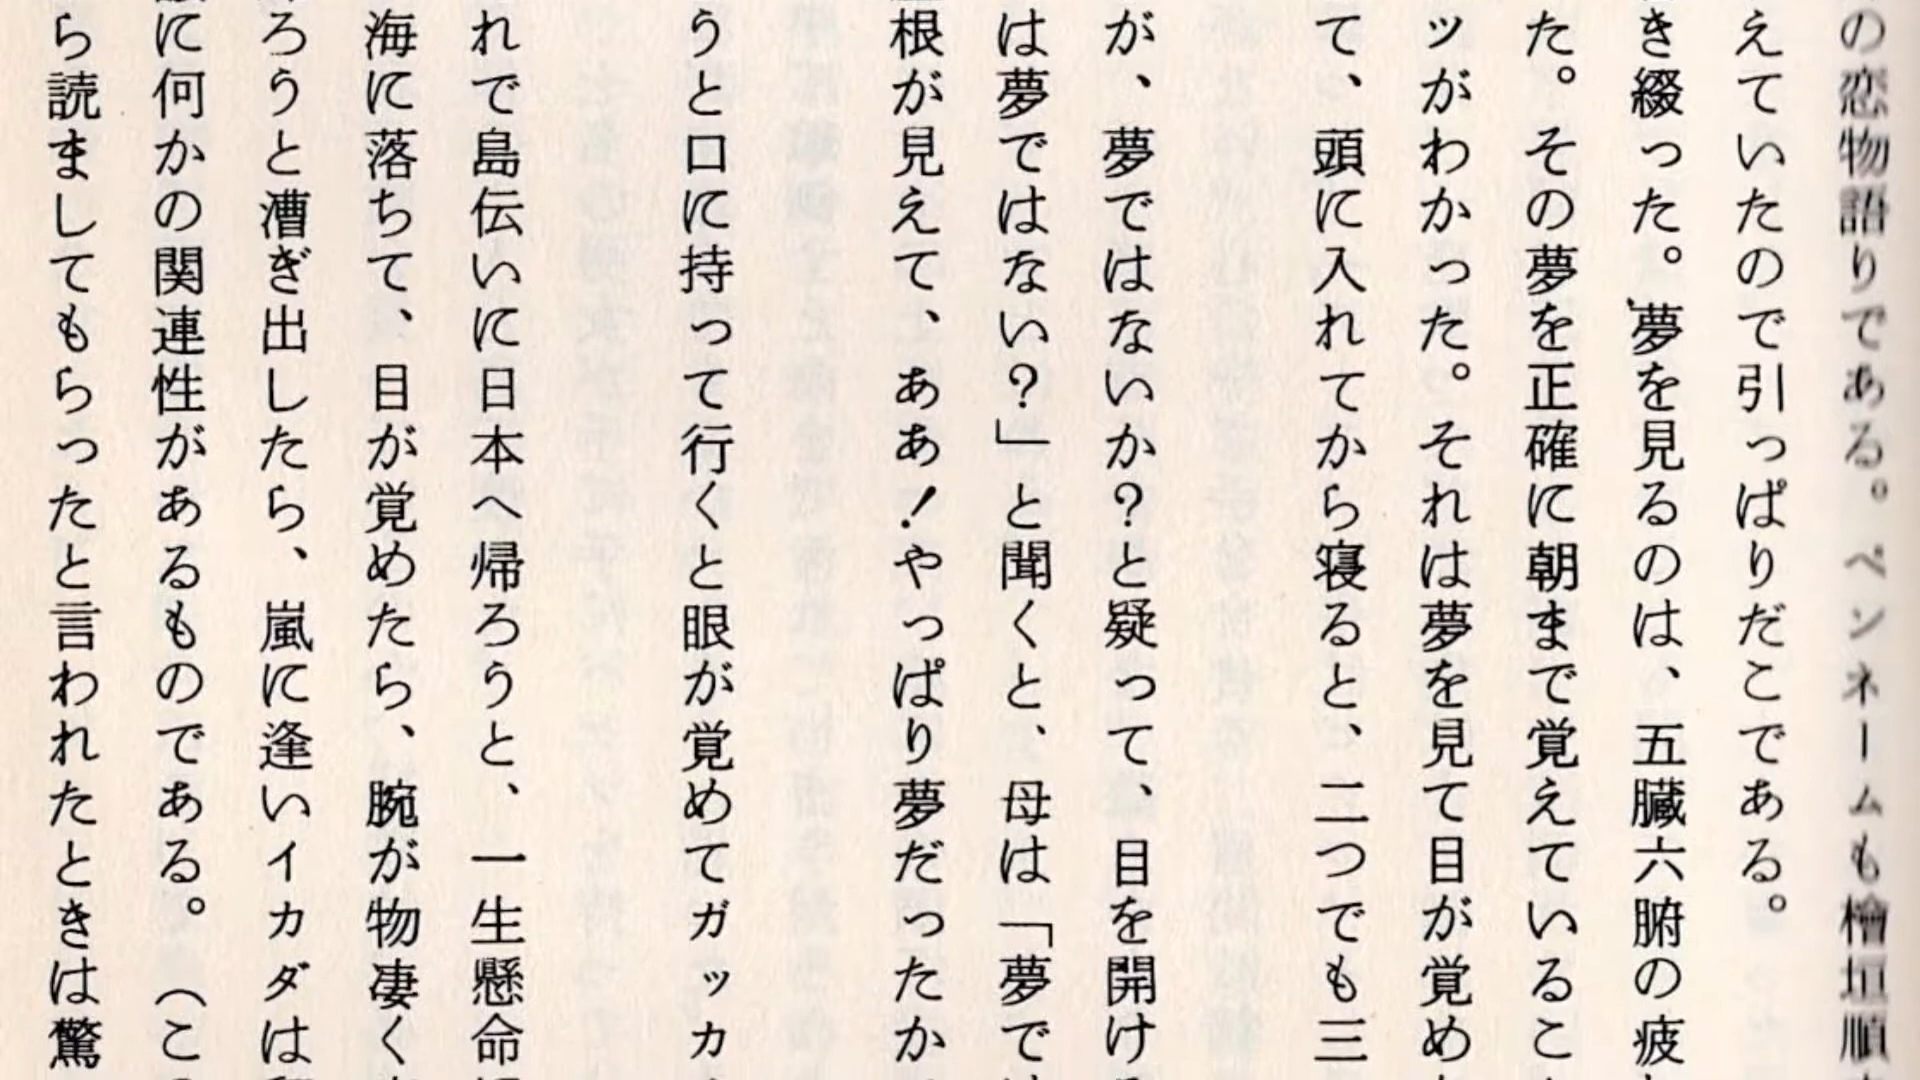 の恋物語りである。ペンネームも檜垣順
えていたので引っぱりだこである。
き綴った。夢を見るのは、五臓六腑の疲
た。その夢を正確に朝まで覚えているこ
ッがわかった。それは夢を見て目が覚め
て、頭に入れてから寝ると、二つでも三
が、夢ではないか？と疑って、目を開け
は夢ではない？」と聞くと、母は「夢で
根が見えて、ああ！やっぱり夢だったか
うと口に持って行くと眼が覚めてガッカ
れで島伝いに日本へ帰ろうと、一生懸命
海に落ちて、目が覚めたら、腕が物凄く
ろうと漕ぎ出したら、嵐に逢いイカダは
に何かの関連性があるものである。（こ
ら読ましてもらったと言われたときは驚